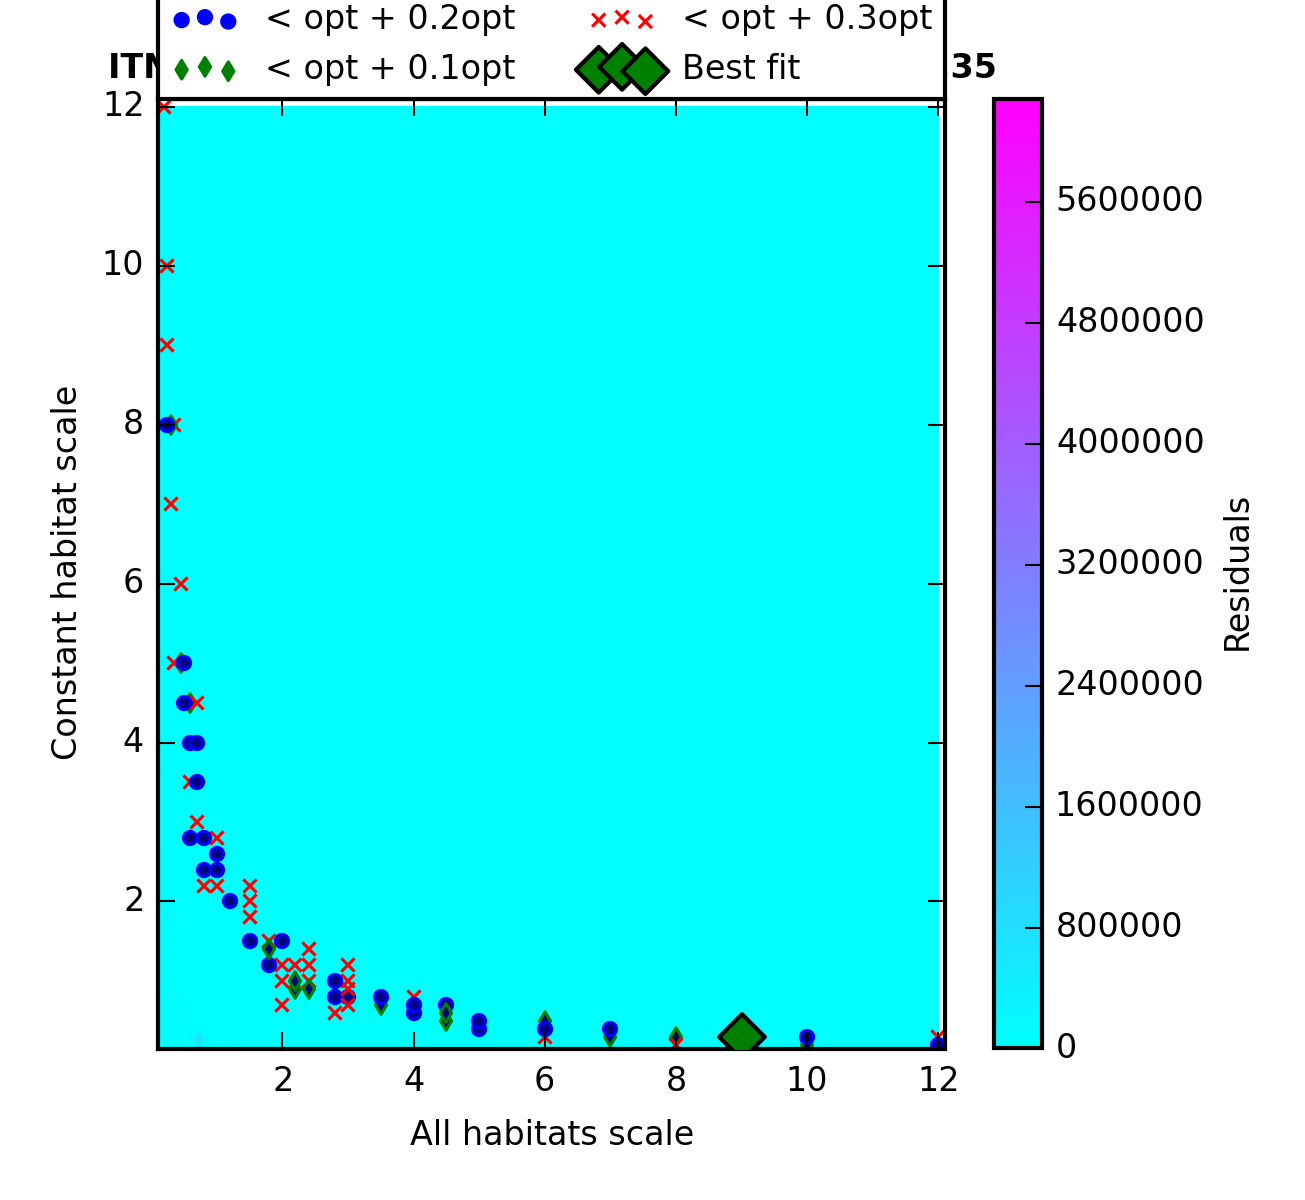 < opt + 0.2opt < opt + 0.3opt
< opt + 0.1opt Best fit
35
12
10
8
6
4
2
Constant habitat scale
2 4 6 8 10 12
All habitats scale
5600000
4800000
4000000
3200000
2400000
1600000
800000
0
Residuals